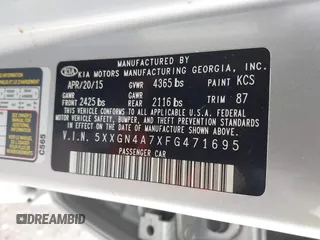 MANUFACTURED BY
KIA KIA MOTORS MANUFACTURING GEORGIA, INC.
APR/20/15 GVWR 4365 lbs PAINT KCS
GAWR FRONT 2425 lbs GAWR REAR 2116 lbs TRIM 87
THIS VEHICLE CONFORMS TO ALL APPLICABLE
FEDERAL MOTOR VEHICLE SAFETY, BUMPER, AND
THEFT PREVENTION STANDARDS IN EFFECT ON
THE DATE OF MANUFACTURE SHOWN ABOVE.
V.I.N. 5XXGN4A7XFG471695
PASSENGER CAR
C565
DREAMBID